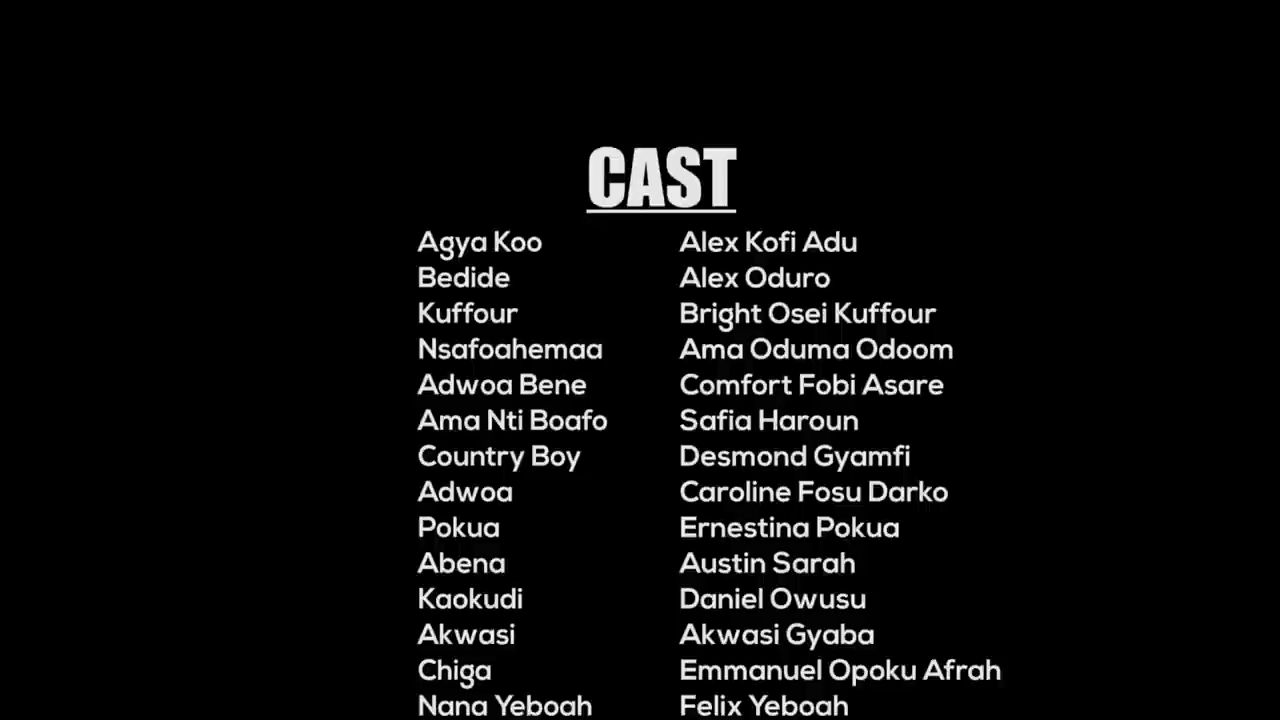 CAST
Agya Koo Alex Kofi Adu
Bedide Alex Oduro
Kuffour Bright Osei Kuffour
Nsafoahemaa Ama Oduma Odoom
Adwoa Bene Comfort Fobi Asare
Ama Nti Boafo Safia Haroun
Country Boy Desmond Gyamfi
Adwoa Caroline Fosu Darko
Pokua Ernestina Pokua
Abena Austin Sarah
Kaokudi Daniel Owusu
Akwasi Akwasi Gyaba
Chiga Emmanuel Opoku Afrah
Nana Yeboah Felix Yeboah